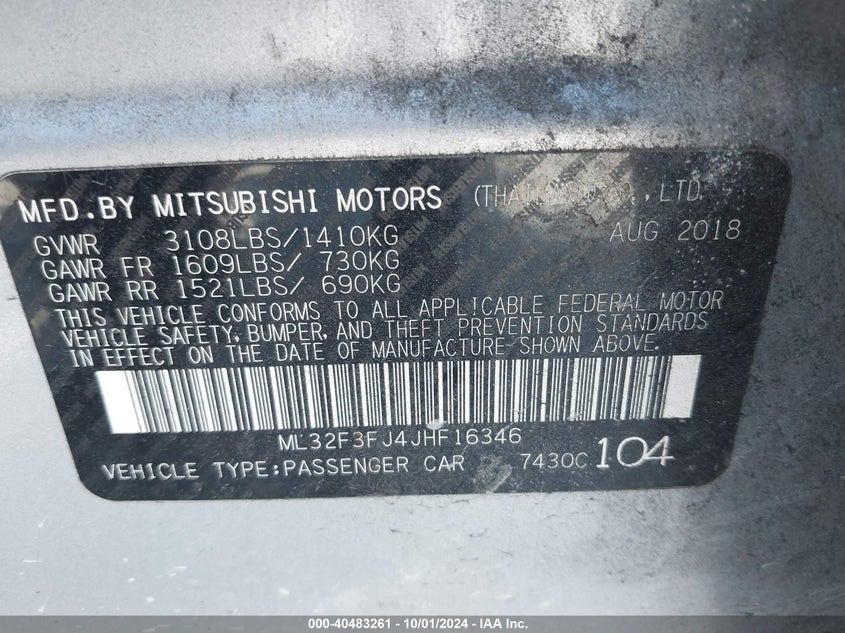 MFD.BY MITSUBISHI MOTORS (THAILAND) CO.,LTD.
GVWR 3108LBS/1410KG AUG 2018
GAWR FR 1609LBS/ 730KG
GAWR RR 1521LBS/ 690KG
THIS VEHICLE CONFORMS TO ALL APPLICABLE FEDERAL MOTOR
VEHICLE SAFETY, BUMPER, AND THEFT PREVENTION STANDARDS
IN EFFECT ON THE DATE OF MANUFACTURE SHOWN ABOVE.
ML32F3FJ4JHF16346
VEHICLE TYPE:PASSENGER CAR 7430C 104
000-40483261 - 10/01/2024 - IAA Inc.